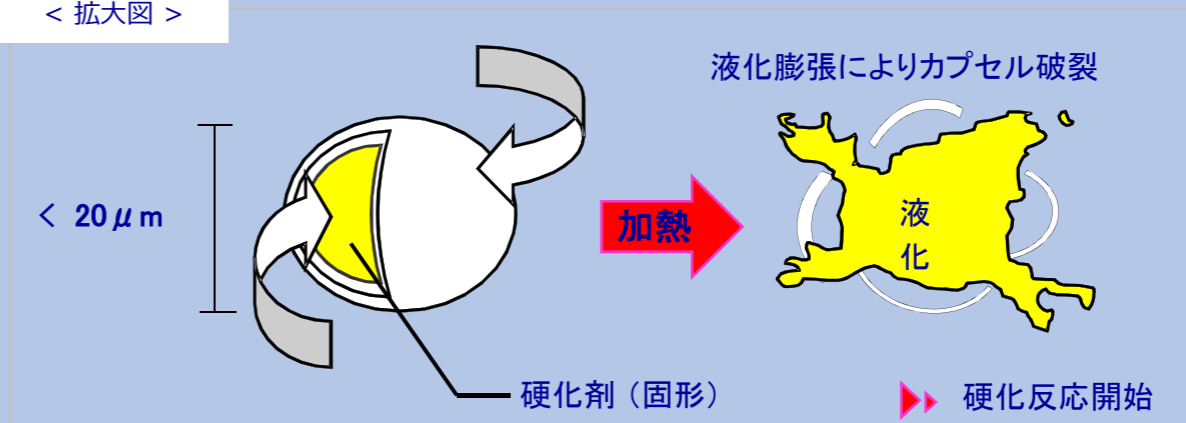 < 拡大図 >
液化膨張によりカプセル破裂
< 20μm
加熱
液
化
硬化剤（固形）
硬化反応開始